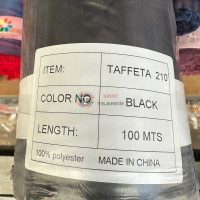 ITEM: TAFFETA 210
COLOR NO: BLACK
LENGTH: 100 MTS
100% polyester MADE IN CHINA